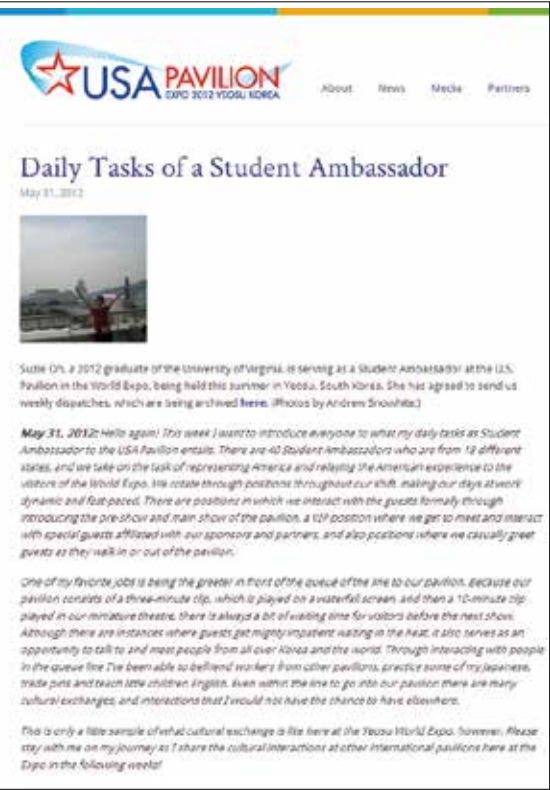 USA PAVILION
EXPO 2012 YEOSU KOREA
About News Media Partners
Daily Tasks of a Student Ambassador
May 31, 2012
Suzie Oh, a 2012 graduate of the University of Virginia, is serving as a Student Ambassador at the U.S.
Pavilion in the World Expo, being held this summer in Yeosu, South Korea. She has agreed to send us
weekly dispatches, which are being archived here. (Photos by Andrew Snowhite.)
May 31, 2012: Hello again! This week I want to introduce everyone to what my daily tasks as Student
Ambassador to the USA Pavilion entails. There are 40 Student Ambassadors who are from 18 different
states, and we take on the task of representing America and relaying the American experience to the
visitors of the World Expo. We rotate through positions throughout our shift, making our days at work
dynamic and fast-paced. There are positions in which we interact with the guests formally through
introducing the pre-show and main show of the pavilion, a VIP position where we get to meet and interact
with special guests affiliated with our sponsors and partners, and also positions where we casually greet
guests as they walk in or out of the pavilion.
One of my favorite jobs is being the greeter in front of the queue of the line to our pavilion. Because our
pavilion consists of a three-minute clip, which is played on a waterfall screen, and then a 10-minute clip
played in our miniature theatre, there is always a bit of waiting time for visitors before the next show.
Although there are instances where guests get mighty impatient waiting in the heat, it also serves as an
opportunity to talk to and meet people from all over Korea and the world. Through interacting with people
in the queue line I've been able to befriend workers from other pavilions, practice some of my Japanese,
trade pins and teach little children English. Even within the line to go into our pavilion there are many
cultural exchanges, and interactions that I would not have the chance to have elsewhere.
This is only a little sample of what cultural exchange is like here at the Yeosu World Expo, however. Please
stay with me on my journey as I share the cultural interactions at other international pavilions here at the
Expo in the following weeks!